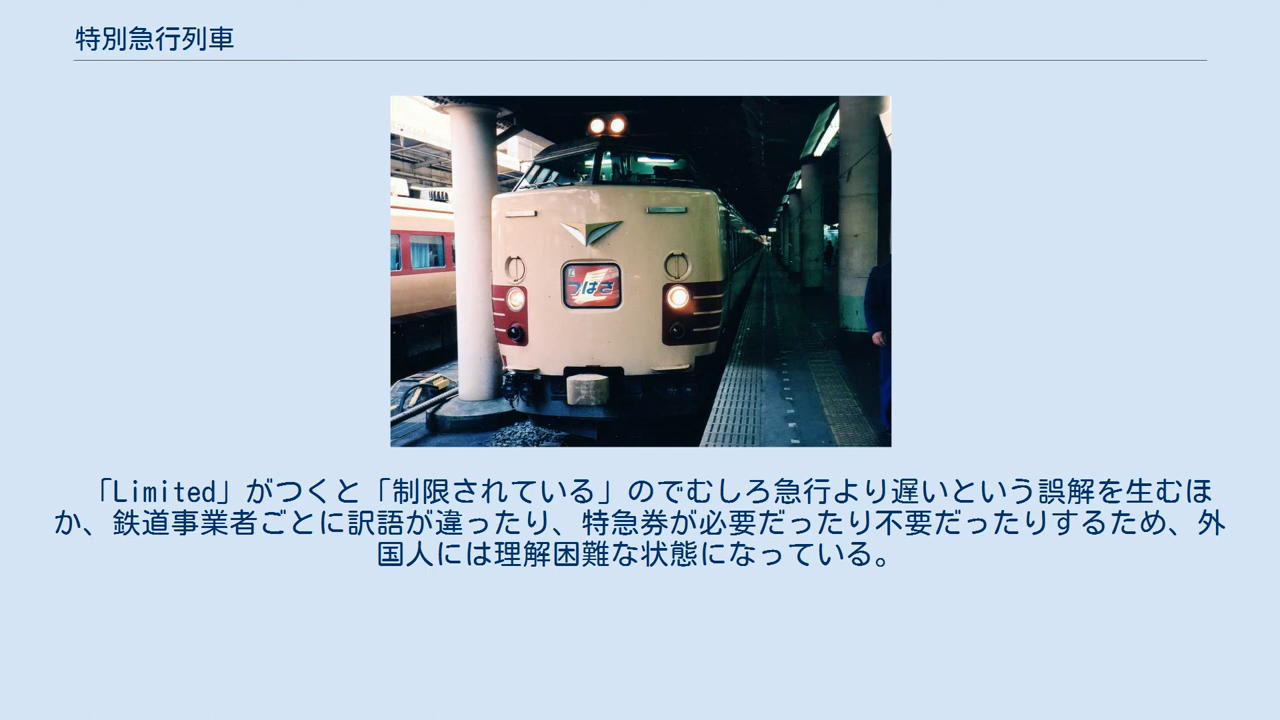 特別急行列車
つばさ
「Limited」がつくと「制限されている」のでむしろ急行より遅いという誤解を生むほ
か、鉄道事業者ごとに訳語が違ったり、特急券が必要だったり不要だったりするため、外
国人には理解困難な状態になっている。